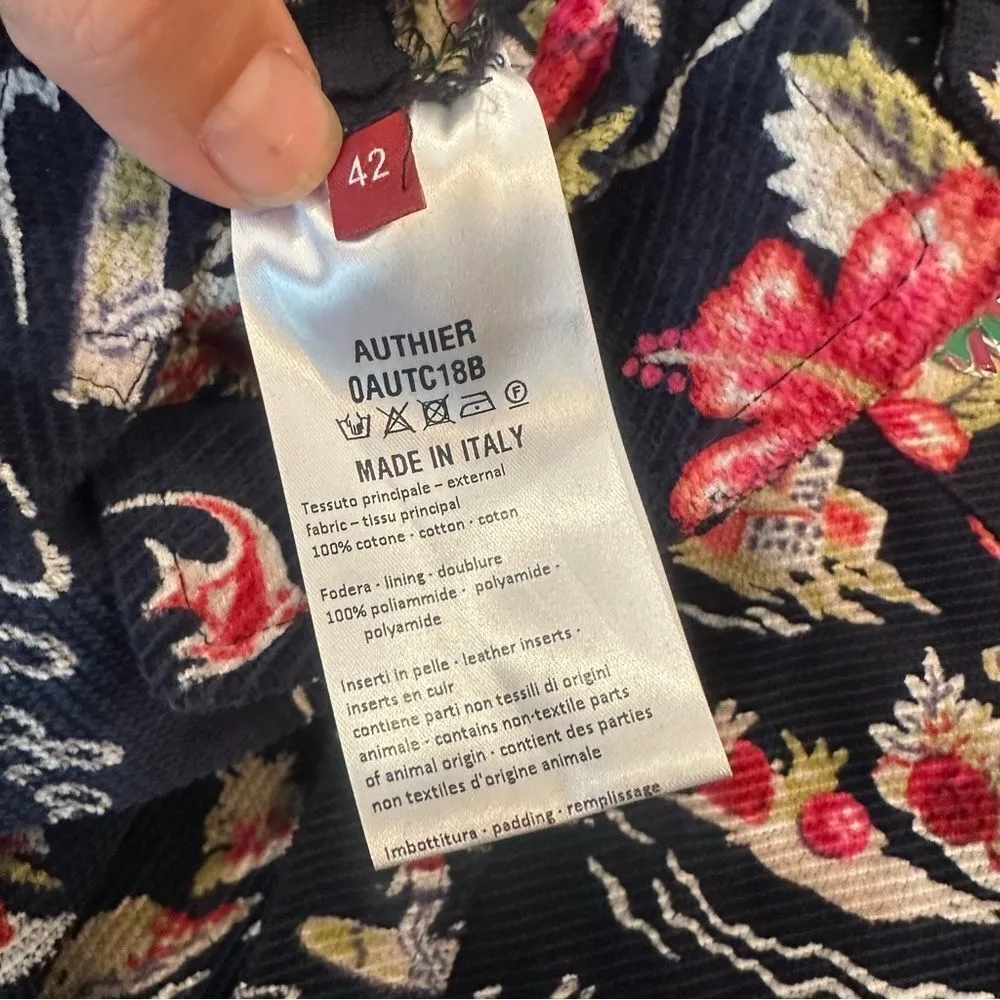 42
AUTHIER
0AUTC18B
F
MADE IN ITALY
Tessuto principale - external
fabric - tissu principal
100% cotone · cotton · coton
Fodera · lining · doublure
100% poliammide · polyamide ·
polyamide
Inserti in pelle · leather inserts ·
inserts en cuir
contiene parti non tessili di origini
animale - contains non-textile parts
of animal origin · contient des parties
non textiles d'origine animale
Imbottitura · padding · remplissage